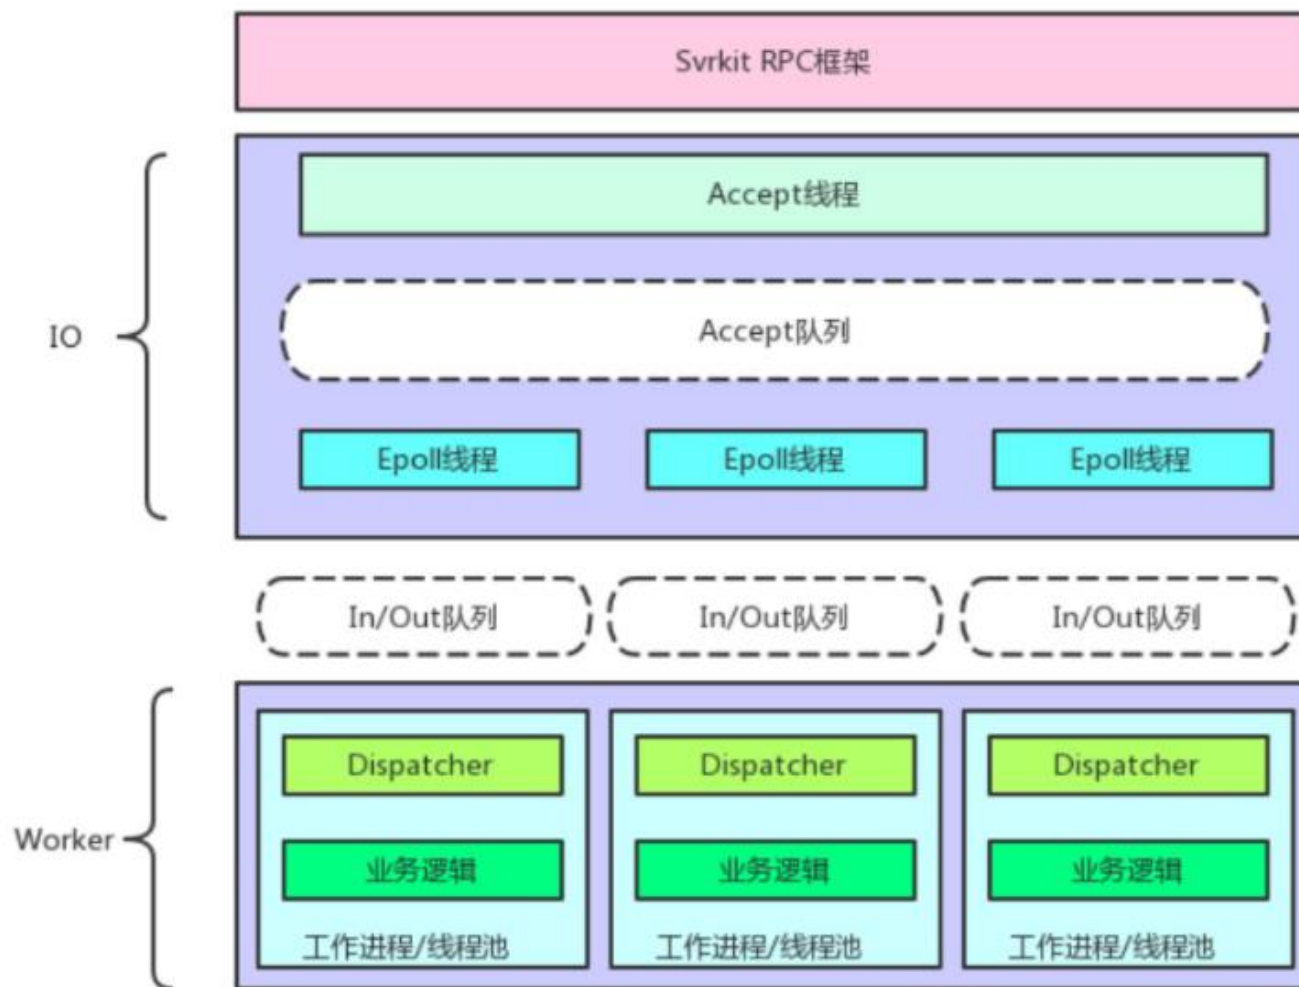 Svrkit RPC框架
Accept线程
IO
Accept队列
Epoll线程 Epoll线程 Epoll线程
In/Out队列 In/Out队列 In/Out队列
Dispatcher Dispatcher Dispatcher
Worker
业务逻辑 业务逻辑 业务逻辑
工作进程/线程池 工作进程/线程池 工作进程/线程池